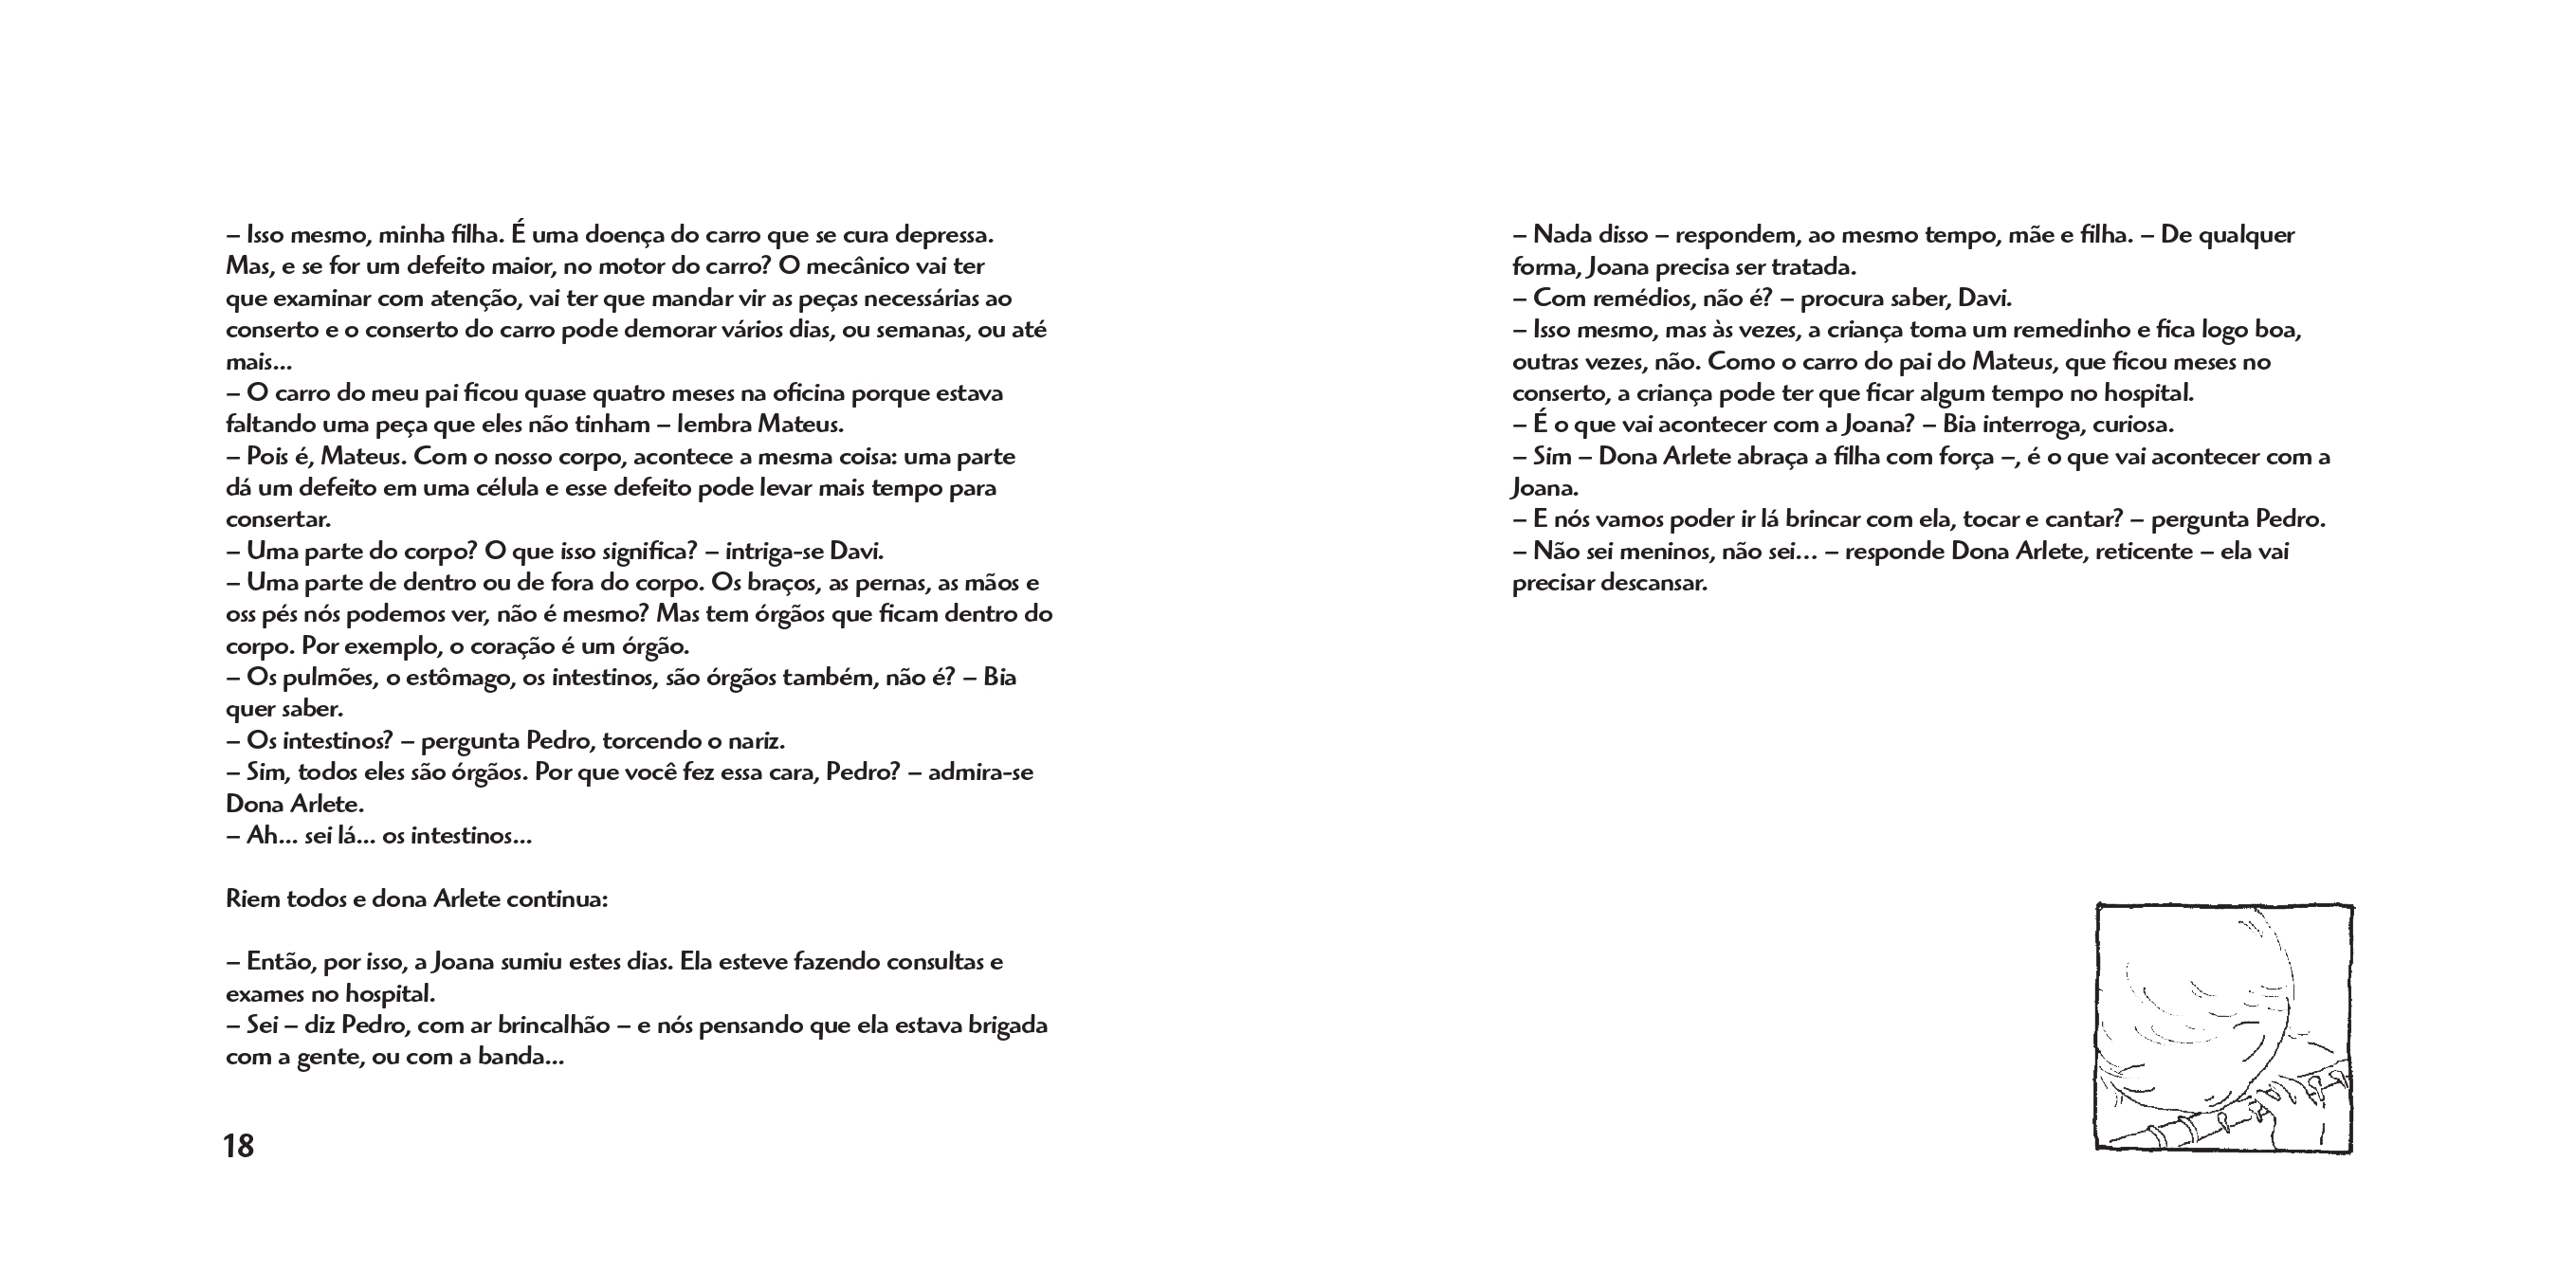 – Isso mesmo, minha filha. É uma doença do carro que se cura depressa.
Mas, e se for um defeito maior, no motor do carro? O mecânico vai ter
que examinar com atenção, vai ter que mandar vir as peças necessárias ao
conserto e o conserto do carro pode demorar vários dias, ou semanas, ou até
mais...
– O carro do meu pai ficou quase quatro meses na oficina porque estava
faltando uma peça que eles não tinham – lembra Mateus.
– Pois é, Mateus. Com o nosso corpo, acontece a mesma coisa: uma parte
dá um defeito em uma célula e esse defeito pode levar mais tempo para
consertar.
– Uma parte do corpo? O que isso significa? – intriga-se Davi.
– Uma parte de dentro ou de fora do corpo. Os braços, as pernas, as mãos e
oss pés nós podemos ver, não é mesmo? Mas tem órgãos que ficam dentro do
corpo. Por exemplo, o coração é um órgão.
– Os pulmões, o estômago, os intestinos, são órgãos também, não é? – Bia
quer saber.
– Os intestinos? – pergunta Pedro, torcendo o nariz.
– Sim, todos eles são órgãos. Por que você fez essa cara, Pedro? – admira-se
Dona Arlete.
– Ah... sei lá... os intestinos...
Riem todos e dona Arlete continua:
– Então, por isso, a Joana sumiu estes dias. Ela esteve fazendo consultas e
exames no hospital.
– Sei – diz Pedro, com ar brincalhão – e nós pensando que ela estava brigada
com a gente, ou com a banda...
18
– Nada disso – respondem, ao mesmo tempo, mãe e filha. – De qualquer
forma, Joana precisa ser tratada.
– Com remédios, não é? – procura saber, Davi.
– Isso mesmo, mas às vezes, a criança toma um remedinho e fica logo boa,
outras vezes, não. Como o carro do pai do Mateus, que ficou meses no
conserto, a criança pode ter que ficar algum tempo no hospital.
– É o que vai acontecer com a Joana? – Bia interroga, curiosa.
– Sim – Dona Arlete abraça a filha com força –, é o que vai acontecer com a
Joana.
– E nós vamos poder ir lá brincar com ela, tocar e cantar? – pergunta Pedro.
– Não sei meninos, não sei... – responde Dona Arlete, reticente – ela vai
precisar descansar.